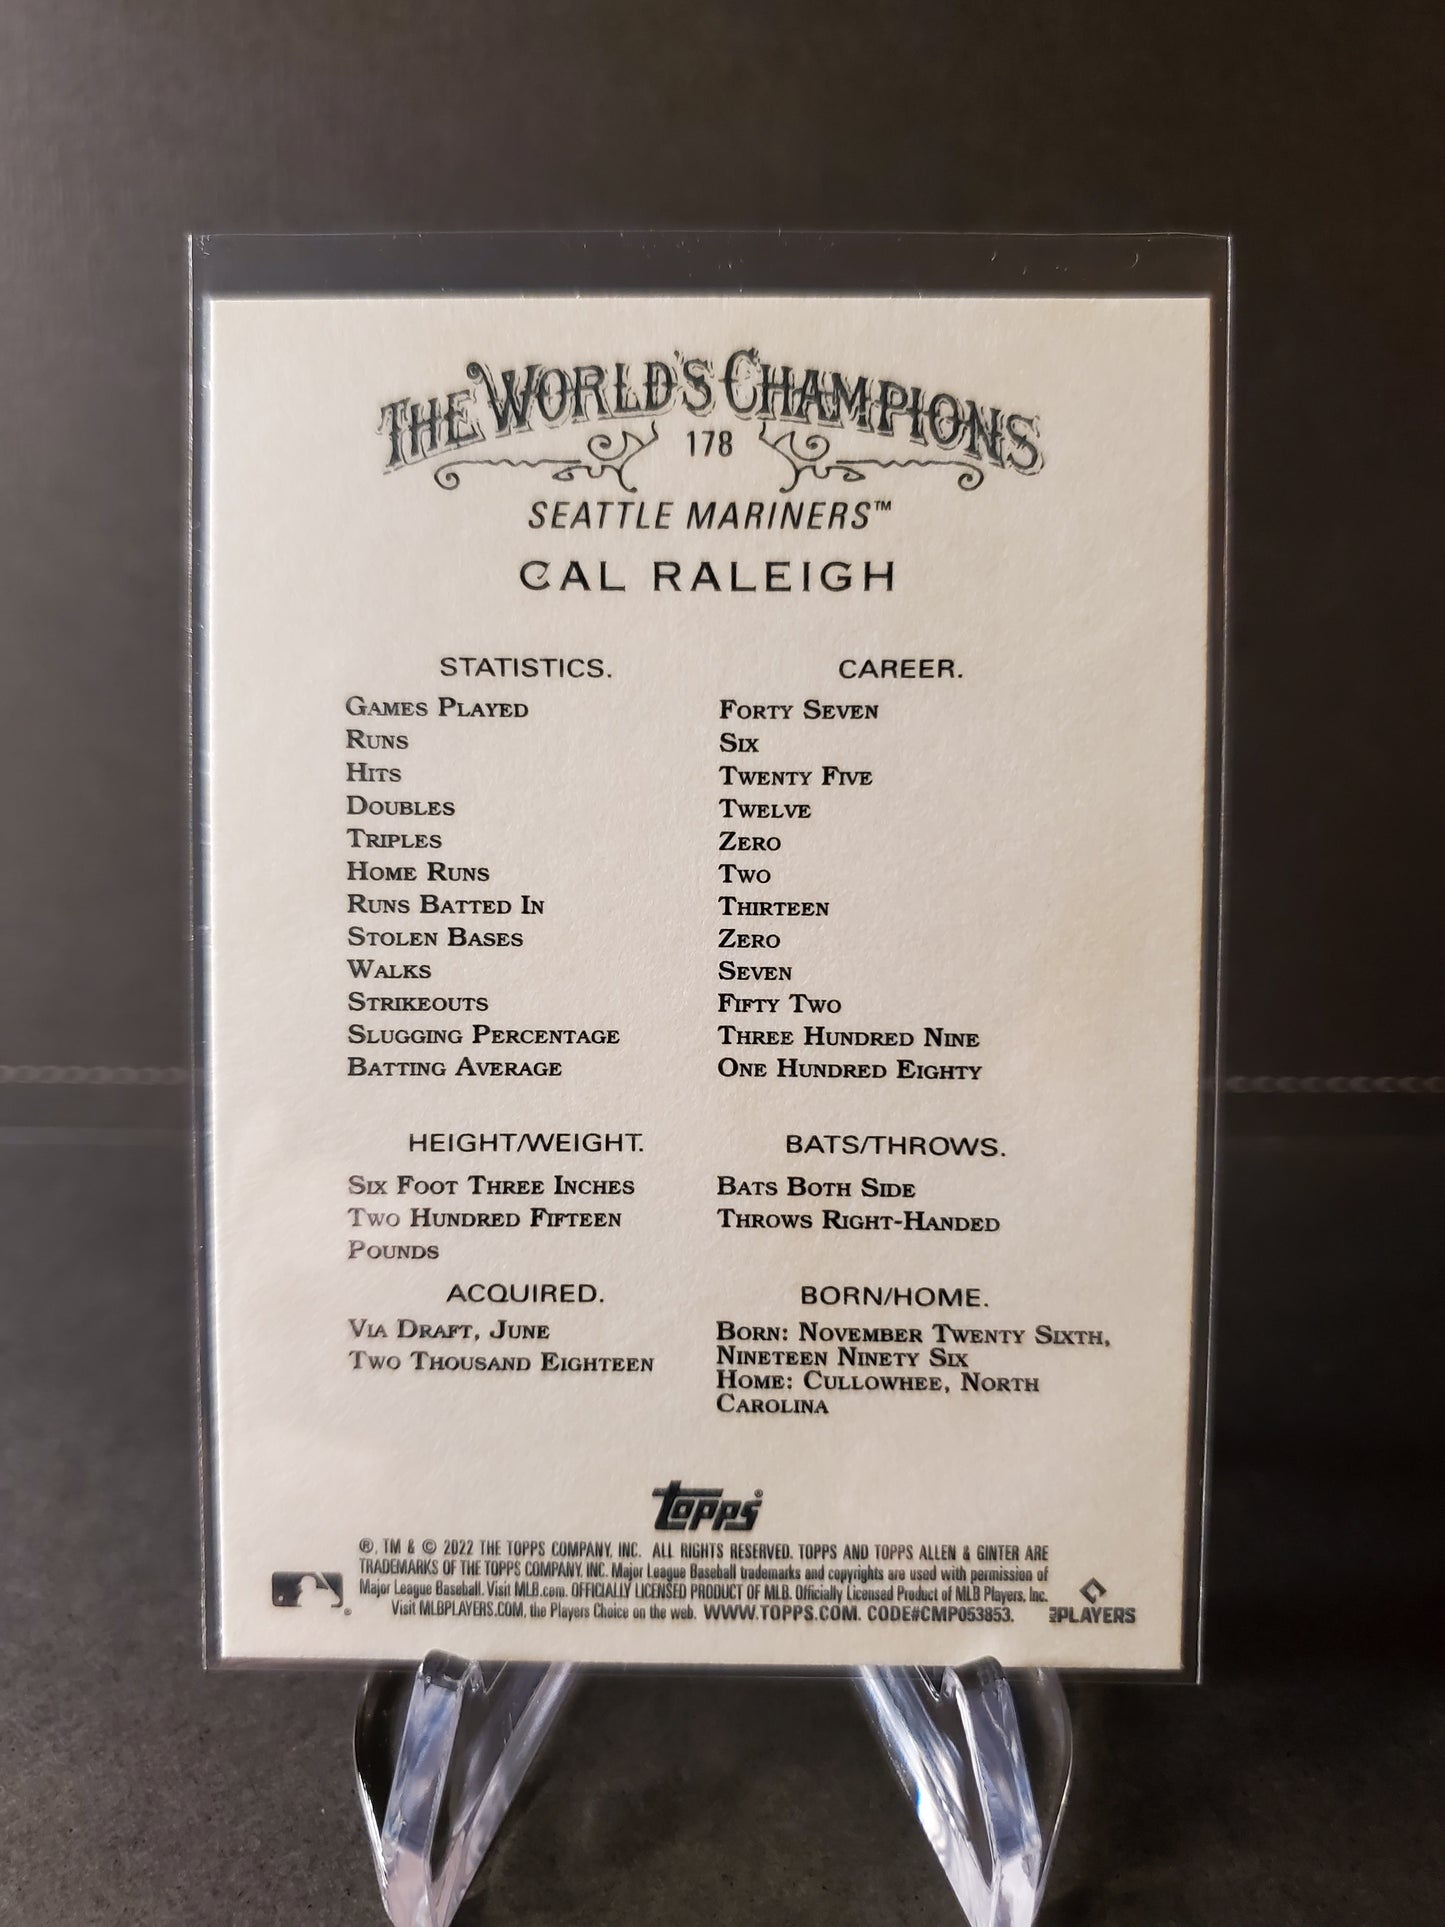 THE WORLD'S CHAMPIONS
178
SEATTLE MARINERS™
CAL RALEIGH
STATISTICS. CAREER.
GAMES PLAYED FORTY SEVEN
RUNS SIX
HITS TWENTY FIVE
DOUBLES TWELVE
TRIPLES ZERO
HOME RUNS TWO
RUNS BATTED IN THIRTEEN
STOLEN BASES ZERO
WALKS SEVEN
STRIKEOUTS FIFTY TWO
SLUGGING PERCENTAGE THREE HUNDRED NINE
BATTING AVERAGE ONE HUNDRED EIGHTY
HEIGHT/WEIGHT.
SIX FOOT THREE INCHES
TWO HUNDRED FIFTEEN
POUNDS
BATS/THROWS.
BATS BOTH SIDE
THROWS RIGHT-HANDED
ACQUIRED.
VIA DRAFT, JUNE
TWO THOUSAND EIGHTEEN
BORN/HOME.
BORN: NOVEMBER TWENTY SIXTH,
NINETEEN NINETY SIX
HOME: CULLOWHEE, NORTH
CAROLINA
topps®
®, TM & © 2022 THE TOPPS COMPANY, INC. ALL RIGHTS RESERVED. TOPPS AND TOPPS ALLEN & GINTER ARE
TRADEMARKS OF THE TOPPS COMPANY, INC. Major League Baseball trademarks and copyrights are used with permission of
Major League Baseball. Visit MLB.com. OFFICIALLY LICENSED PRODUCT OF MLB. Officially Licensed Product of MLB Players, Inc.
Visit MLBPLAYERS.COM, the Players Choice on the web. WWW.TOPPS.COM. CODE#CMP053853.
MLBPLAYERS